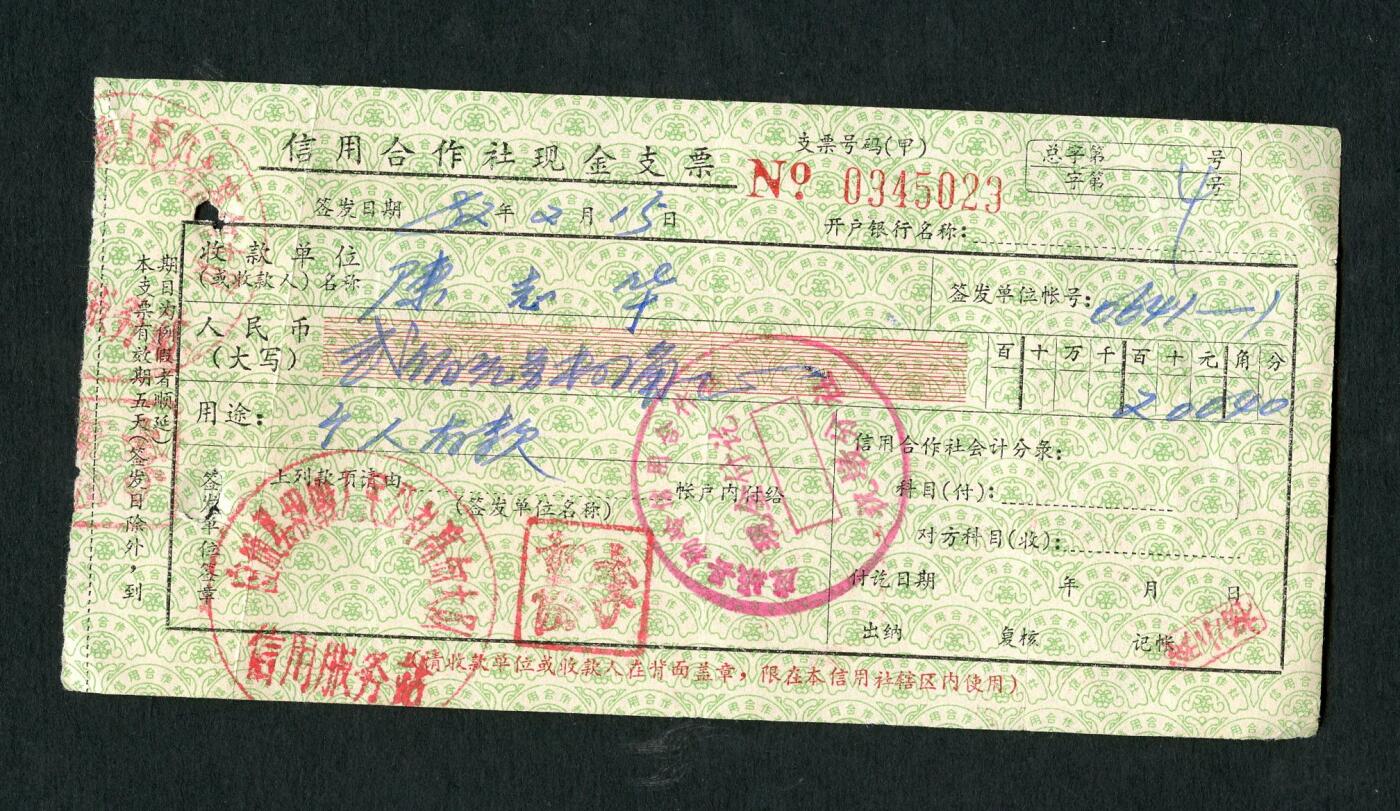 信用合作社现金支票
支票号码(甲)
№ 0345023
总字第 号
字第 4 号
签发日期 82年2月15日
开户银行名称：
收款单位
(或收款人)名称
陈志华
签发单位帐号：0641—1
人民币
(大写)
百十万千百十元角分
20040
用途：
个人存款
上列款项请由
(签发单位名称)
帐户内付给
签发单位签章
信用合作社会计分录：
科目(付)：
对方科目(收)：
付讫日期 年 月 日
出纳 复核 记帐
(请收款单位或收款人在背面盖章，限在本信用社辖区内使用)
本支票有效期五天(签发日除外，到
期日为例假者顺延)
信用服务站